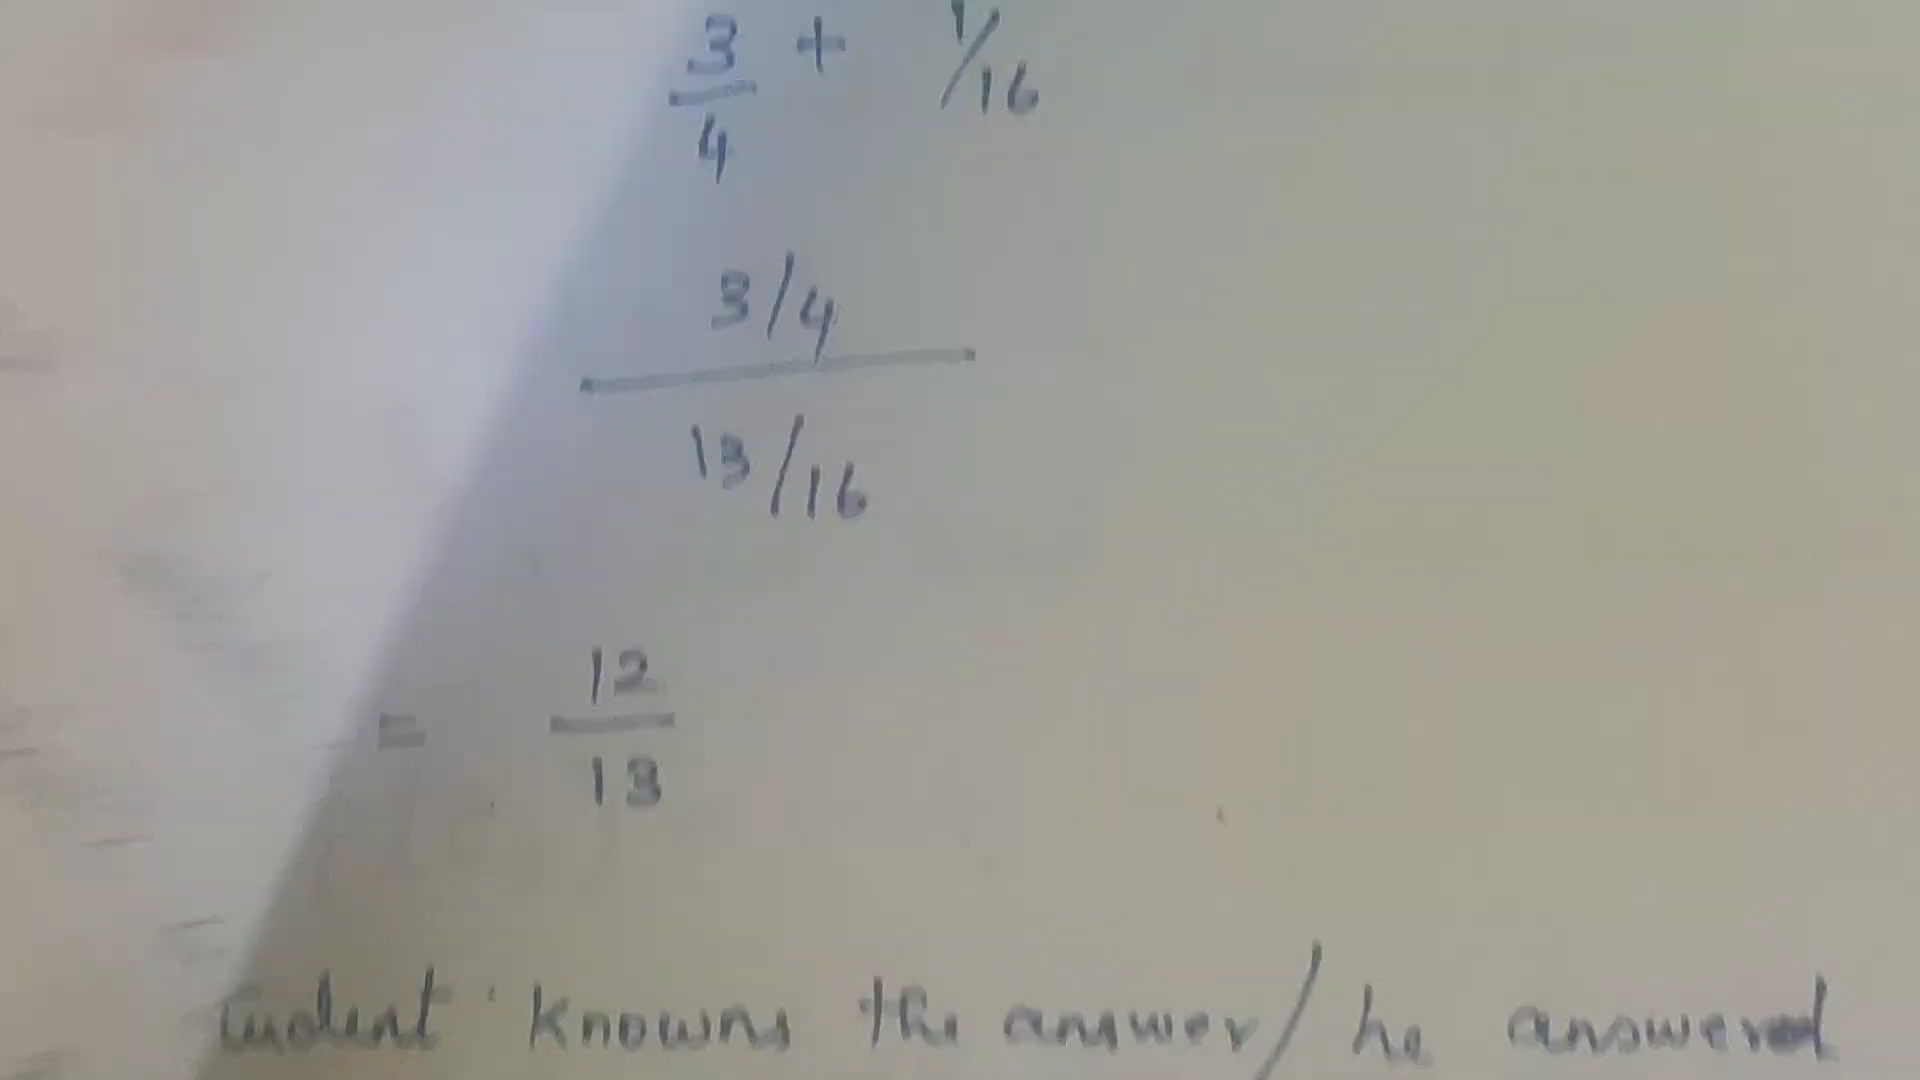 3/4 + 1/16
3/4
13/16
= 12/13
knowns the answer/he answered